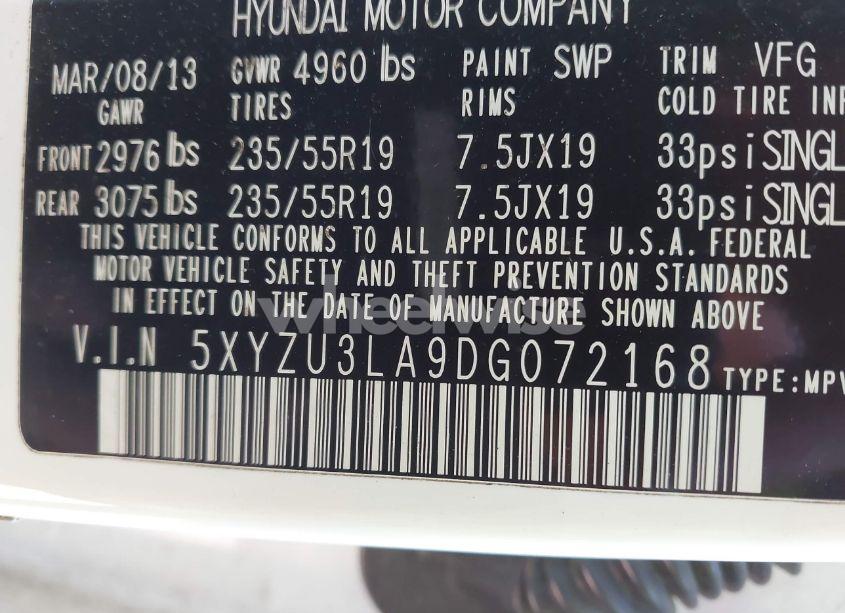 HYUNDAI MOTOR COMPANY
MAR/08/13 GVWR 4960 lbs PAINT SWP TRIM VFG
GAWR TIRES RIMS COLD TIRE INF
FRONT 2976 lbs 235/55R19 7.5JX19 33psi SINGL
REAR 3075 lbs 235/55R19 7.5JX19 33psi SINGL
THIS VEHICLE CONFORMS TO ALL APPLICABLE U.S.A. FEDERAL
MOTOR VEHICLE SAFETY AND THEFT PREVENTION STANDARDS
IN EFFECT ON THE DATE OF MANUFACTURE SHOWN ABOVE
wheelwise
V.I.N 5XYZU3LA9DG072168 TYPE:MPV